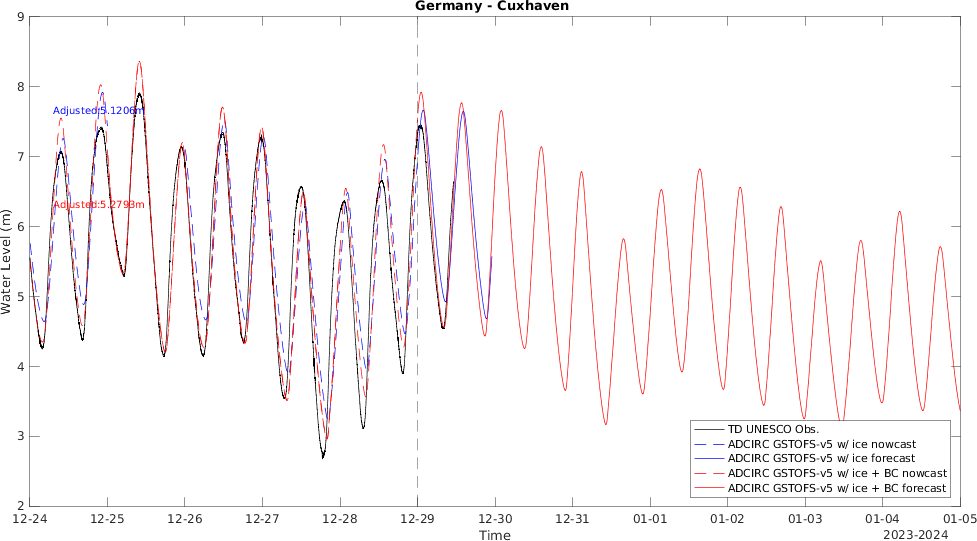 Germany - Cuxhaven
9
8
7
6
5
4
3
2
Water Level (m)
Adjusted:5.1206m
Adjusted:5.2793m
TD UNESCO Obs.
ADCIRC GSTOFS-v5 w/ ice nowcast
ADCIRC GSTOFS-v5 w/ ice forecast
ADCIRC GSTOFS-v5 w/ ice + BC nowcast
ADCIRC GSTOFS-v5 w/ ice + BC forecast
12-24 12-25 12-26 12-27 12-28 12-29 12-30 12-31 01-01 01-02 01-03 01-04 01-05
Time
2023-2024